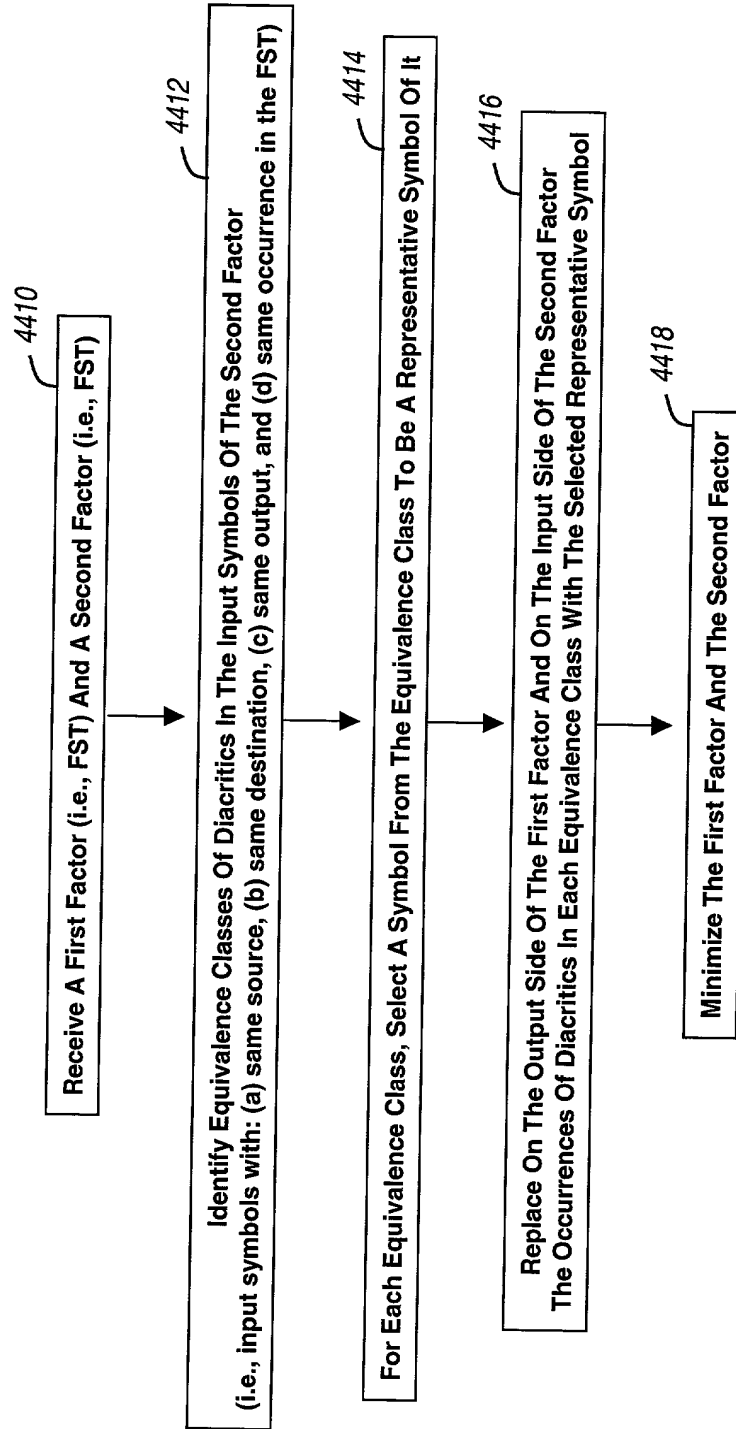 4410
Receive A First Factor (i.e., FST) And A Second Factor (i.e., FST)
4412
Identify Equivalence Classes Of Diacritics In The Input Symbols Of The Second Factor
(i.e., input symbols with: (a) same source, (b) same destination, (c) same output, and (d) same occurrence in the FST)
4414
For Each Equivalence Class, Select A Symbol From The Equivalence Class To Be A Representative Symbol Of It
4416
Replace On The Output Side Of The First Factor And On The Input Side Of The Second Factor
The Occurrences Of Diacritics In Each Equivalence Class With The Selected Representative Symbol
4418
Minimize The First Factor And The Second Factor